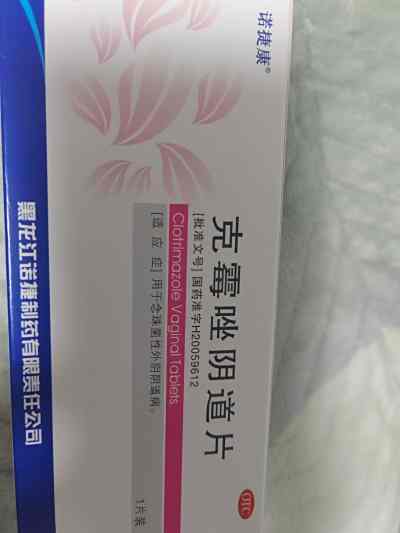 诺捷康®
克霉唑阴道片
[批准文号] 国药准字H20059612
Clotrimazole Vaginal Tablets
[适 应 症] 用于念珠菌性外阴阴道病。
1片装
OTC
黑龙江诺捷制药有限责任公司